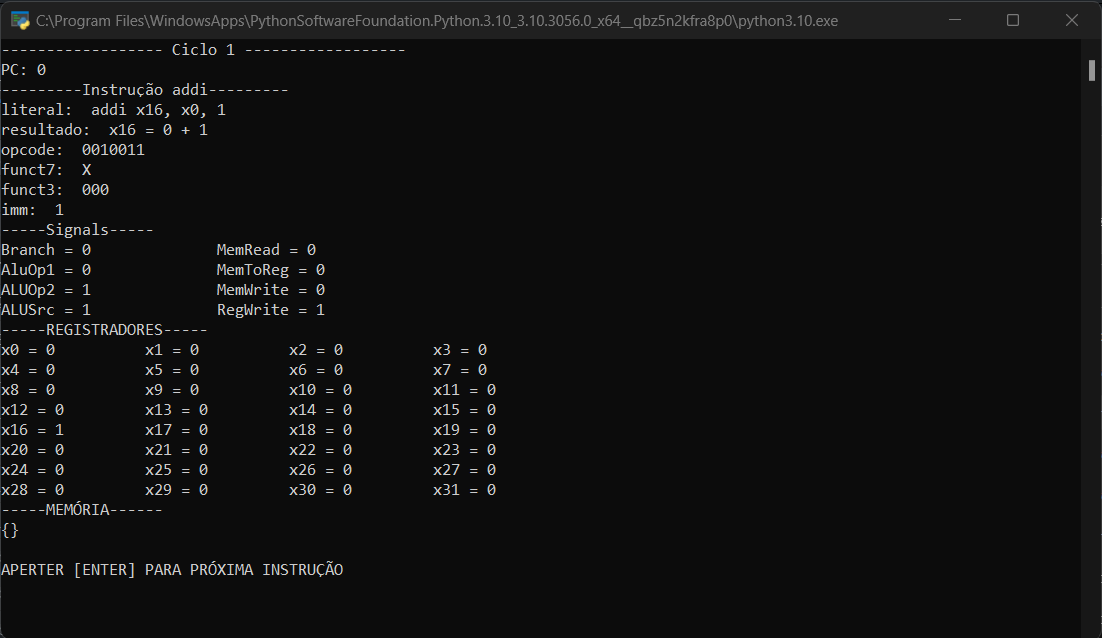 C:\Program Files\WindowsApps\PythonSoftwareFoundation.Python.3.10_3.10.3056.0_x64__qbz5n2kfra8p0\python3.10.exe
------------------ Ciclo 1 ------------------
PC: 0
---------Instrução addi---------
literal:  addi x16, x0, 1
resultado:  x16 = 0 + 1
opcode:  0010011
funct7:  X
funct3:  000
imm:  1
-----Signals-----
Branch = 0              MemRead = 0
AluOp1 = 0              MemToReg = 0
ALUOp2 = 1              MemWrite = 0
ALUSrc = 1              RegWrite = 1
-----REGISTRADORES-----
x0 = 0          x1 = 0          x2 = 0          x3 = 0
x4 = 0          x5 = 0          x6 = 0          x7 = 0
x8 = 0          x9 = 0          x10 = 0         x11 = 0
x12 = 0         x13 = 0         x14 = 0         x15 = 0
x16 = 1         x17 = 0         x18 = 0         x19 = 0
x20 = 0         x21 = 0         x22 = 0         x23 = 0
x24 = 0         x25 = 0         x26 = 0         x27 = 0
x28 = 0         x29 = 0         x30 = 0         x31 = 0
-----MEMÓRIA------
{}
APERTER [ENTER] PARA PRÓXIMA INSTRUÇÃO